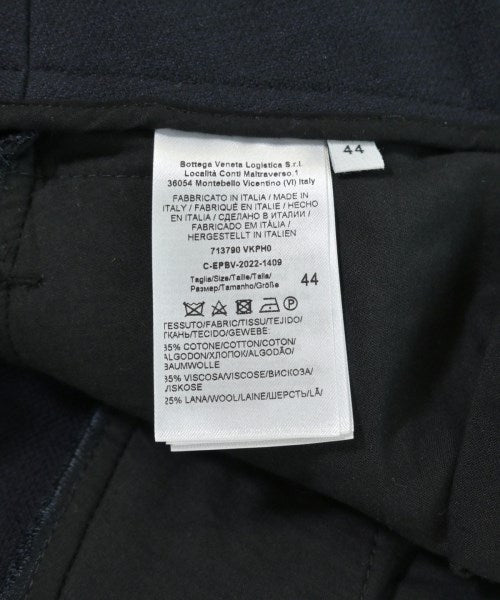 44
Bottega Veneta Logistica S.r.l.
Località Conti Maltraverso 1
36054 Montebello Vicentino (VI) Italy
FABBRICATO IN ITALIA / MADE IN
ITALY / FABRIQUÉ EN ITALIE / HECHO
EN ITALIA / СДЕЛАНО В ИТАЛИИ /
FABRICADO EM ITÁLIA /
HERGESTELLT IN ITALIEN
713790 VKPH0
C-EPBV-2022-1409
Taglia/Size/Taille/Talla/
Размер/Tamanho/Größe 44
TESSUTO/FABRIC/TISSU/TEJIDO/
ТКАНЬ/TECIDO/GEWEBE:
35% COTONE/COTTON/COTON/
ALGODON/ХЛОПОК/ALGODÃO/
BAUMWOLLE
35% VISCOSA/VISCOSE/ВИСКОЗА/
VISKOSE
25% LANA/WOOL/LAINE/ШЕРСТЬ/LÃ/